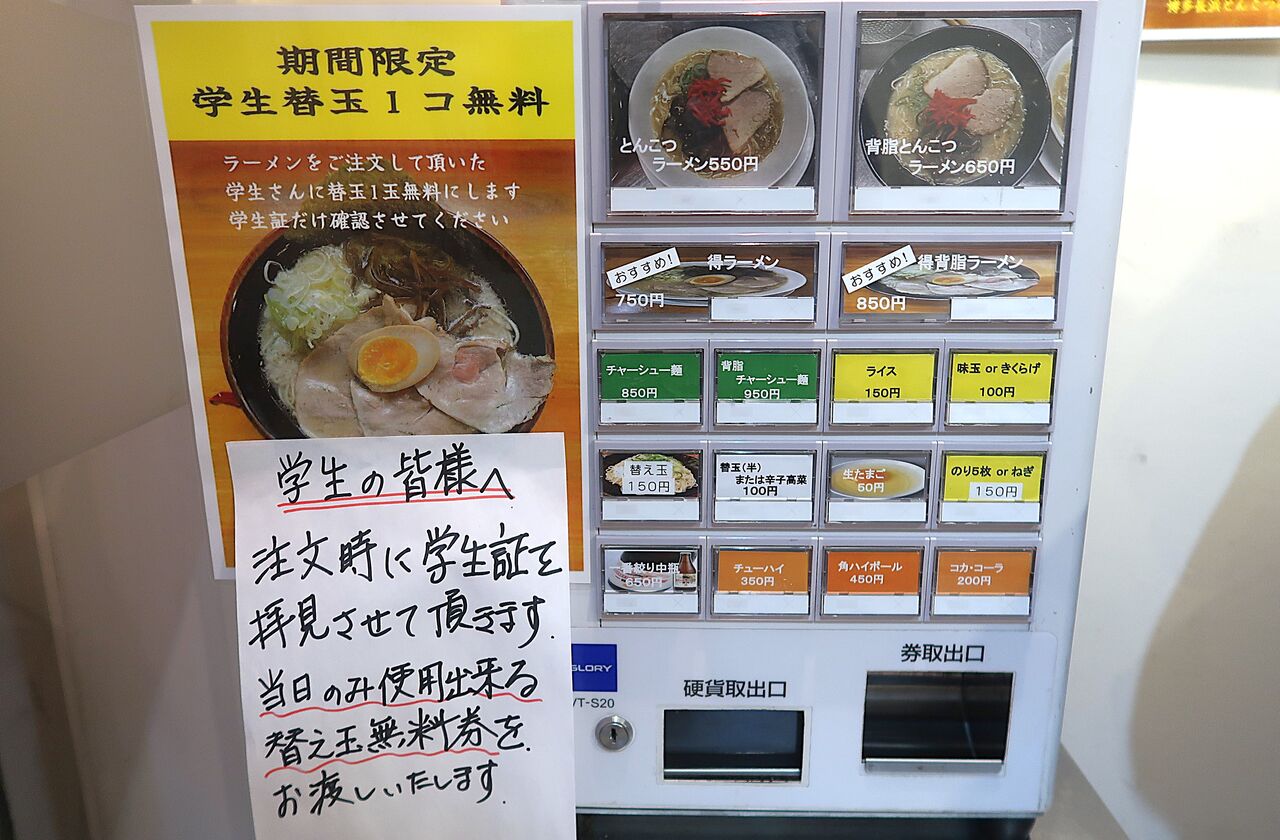 期間限定
学生替玉１コ無料
ラーメンをご注文して頂いた
学生さんに替玉1玉無料にします
学生証だけ確認させてください
学生の皆様へ
注文時に学生証を
拝見させて頂きます.
当日のみ使用出来る
替え玉無料券を.
お渡しいたします.
とんこつ
ラーメン550円
背脂とんこつ
ラーメン650円
おすすめ!
得ラーメン
750円
おすすめ!
得背脂ラーメン
850円
チャーシュー麺
850円
背脂
チャーシュー麺
950円
ライス
150円
味玉 or きくらげ
100円
替え玉
150円
替玉(半)
または辛子高菜
100円
生たまご
50円
のり5枚 or ねぎ
150円
一番絞り中瓶
650円
チューハイ
350円
角ハイボール
450円
コカ・コーラ
200円
GLORY
VT-S20
硬貨取出口
券取出口